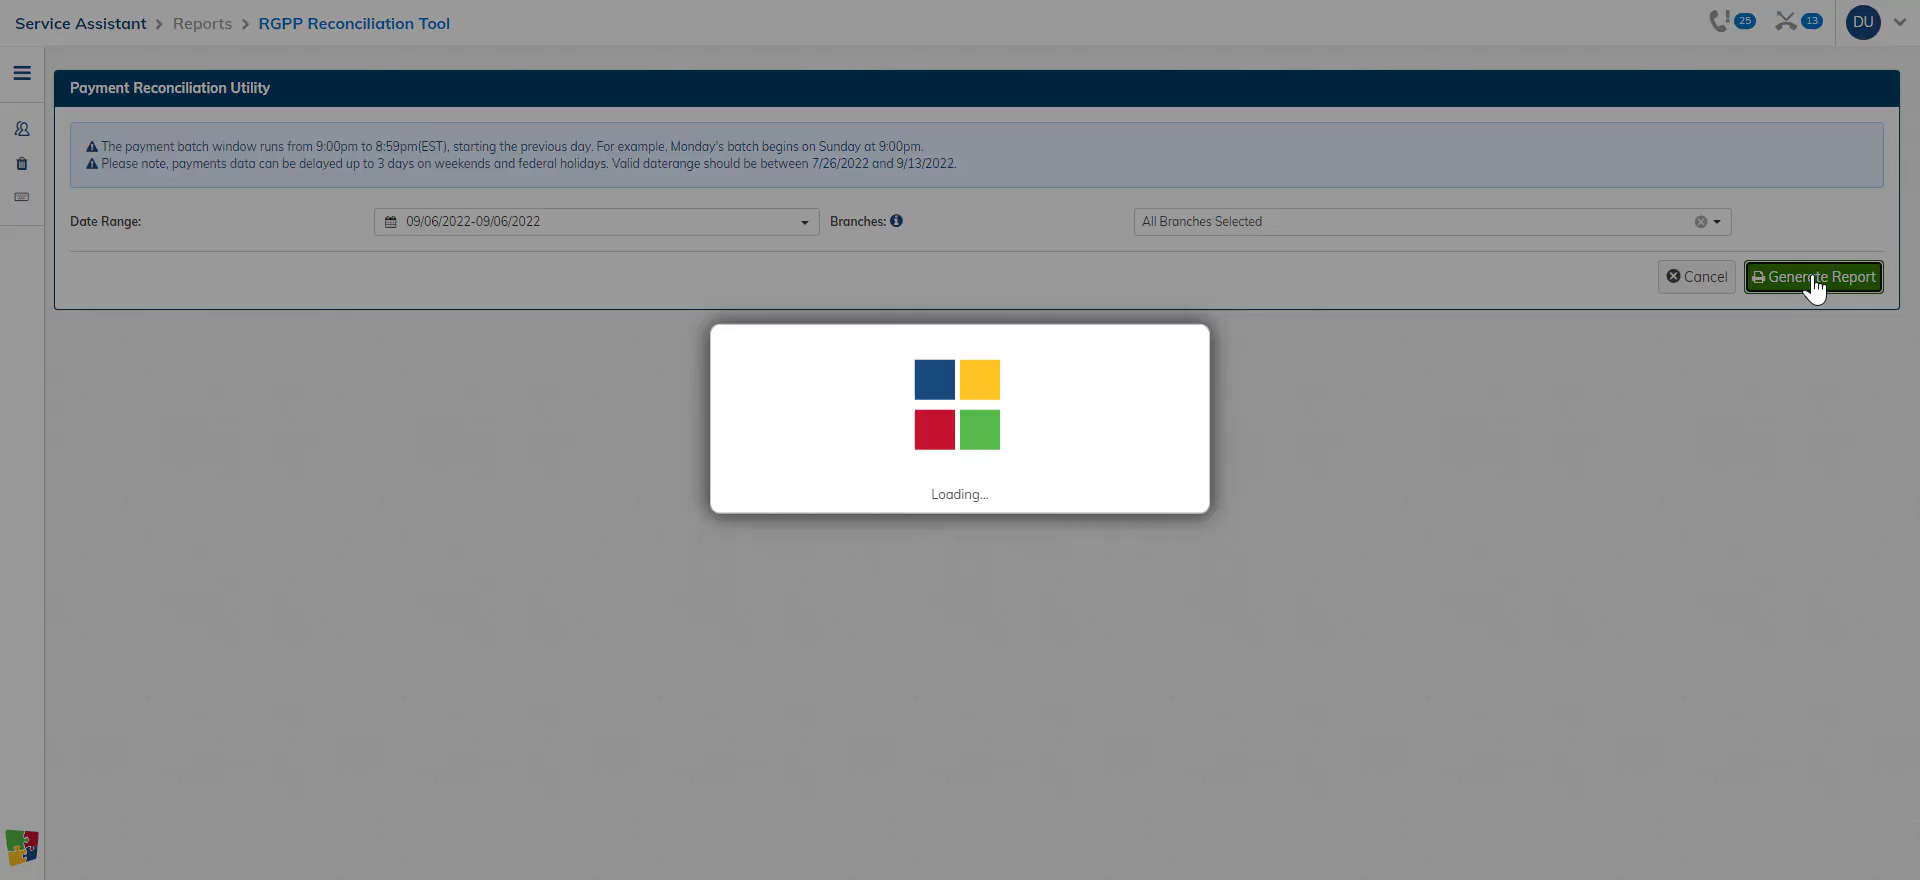 Service Assistant > Reports > RGPP Reconciliation Tool
25
13
DU
Payment Reconciliation Utility
The payment batch window runs from 9:00pm to 8:59pm(EST), starting the previous day. For example, Monday's batch begins on Sunday at 9:00pm.
Please note, payments data can be delayed up to 3 days on weekends and federal holidays. Valid daterange should be between 7/26/2022 and 9/13/2022.
Date Range:
09/06/2022-09/06/2022
Branches:
All Branches Selected
Cancel
Generate Report
Loading...